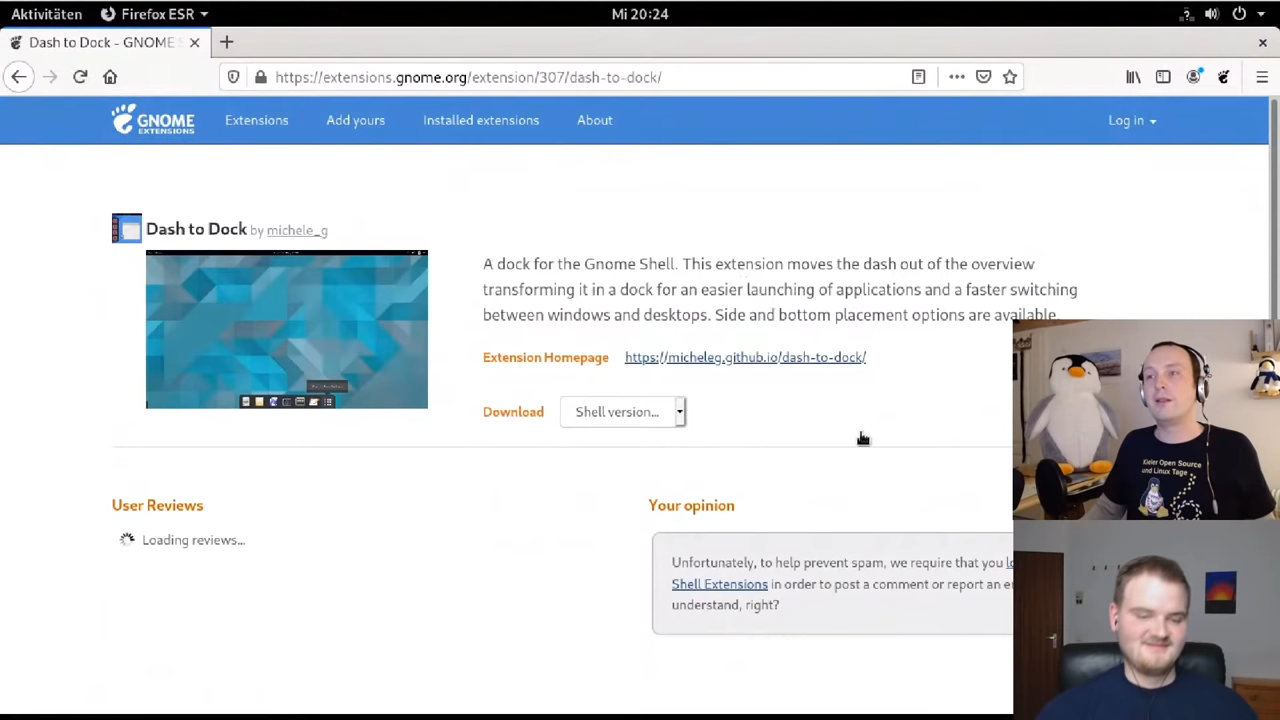 Aktivitäten Firefox ESR Mi 20:24
Dash to Dock - GNOME S
https://extensions.gnome.org/extension/307/dash-to-dock/
GNOME EXTENSIONS Extensions Add yours Installed extensions About Log in
Dash to Dock by michele_g
A dock for the Gnome Shell. This extension moves the dash out of the overview
transforming it in a dock for an easier launching of applications and a faster switching
between windows and desktops. Side and bottom placement options are available.
Extension Homepage https://micheleg.github.io/dash-to-dock/
Download Shell version...
Kieler Open Source
und Linux Tage
User Reviews
Loading reviews...
Your opinion
Unfortunately, to help prevent spam, we require that you
Shell Extensions in order to post a comment or report an
understand, right?